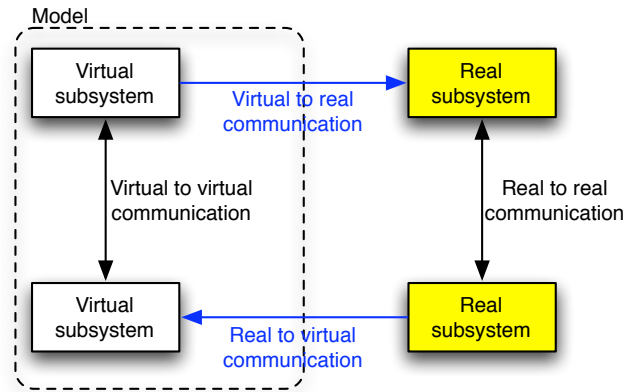 Model
Virtual
subsystem
Real
subsystem
Virtual to real
communication
Virtual to virtual
communication
Real to real
communication
Virtual
subsystem
Real
subsystem
Real to virtual
communication